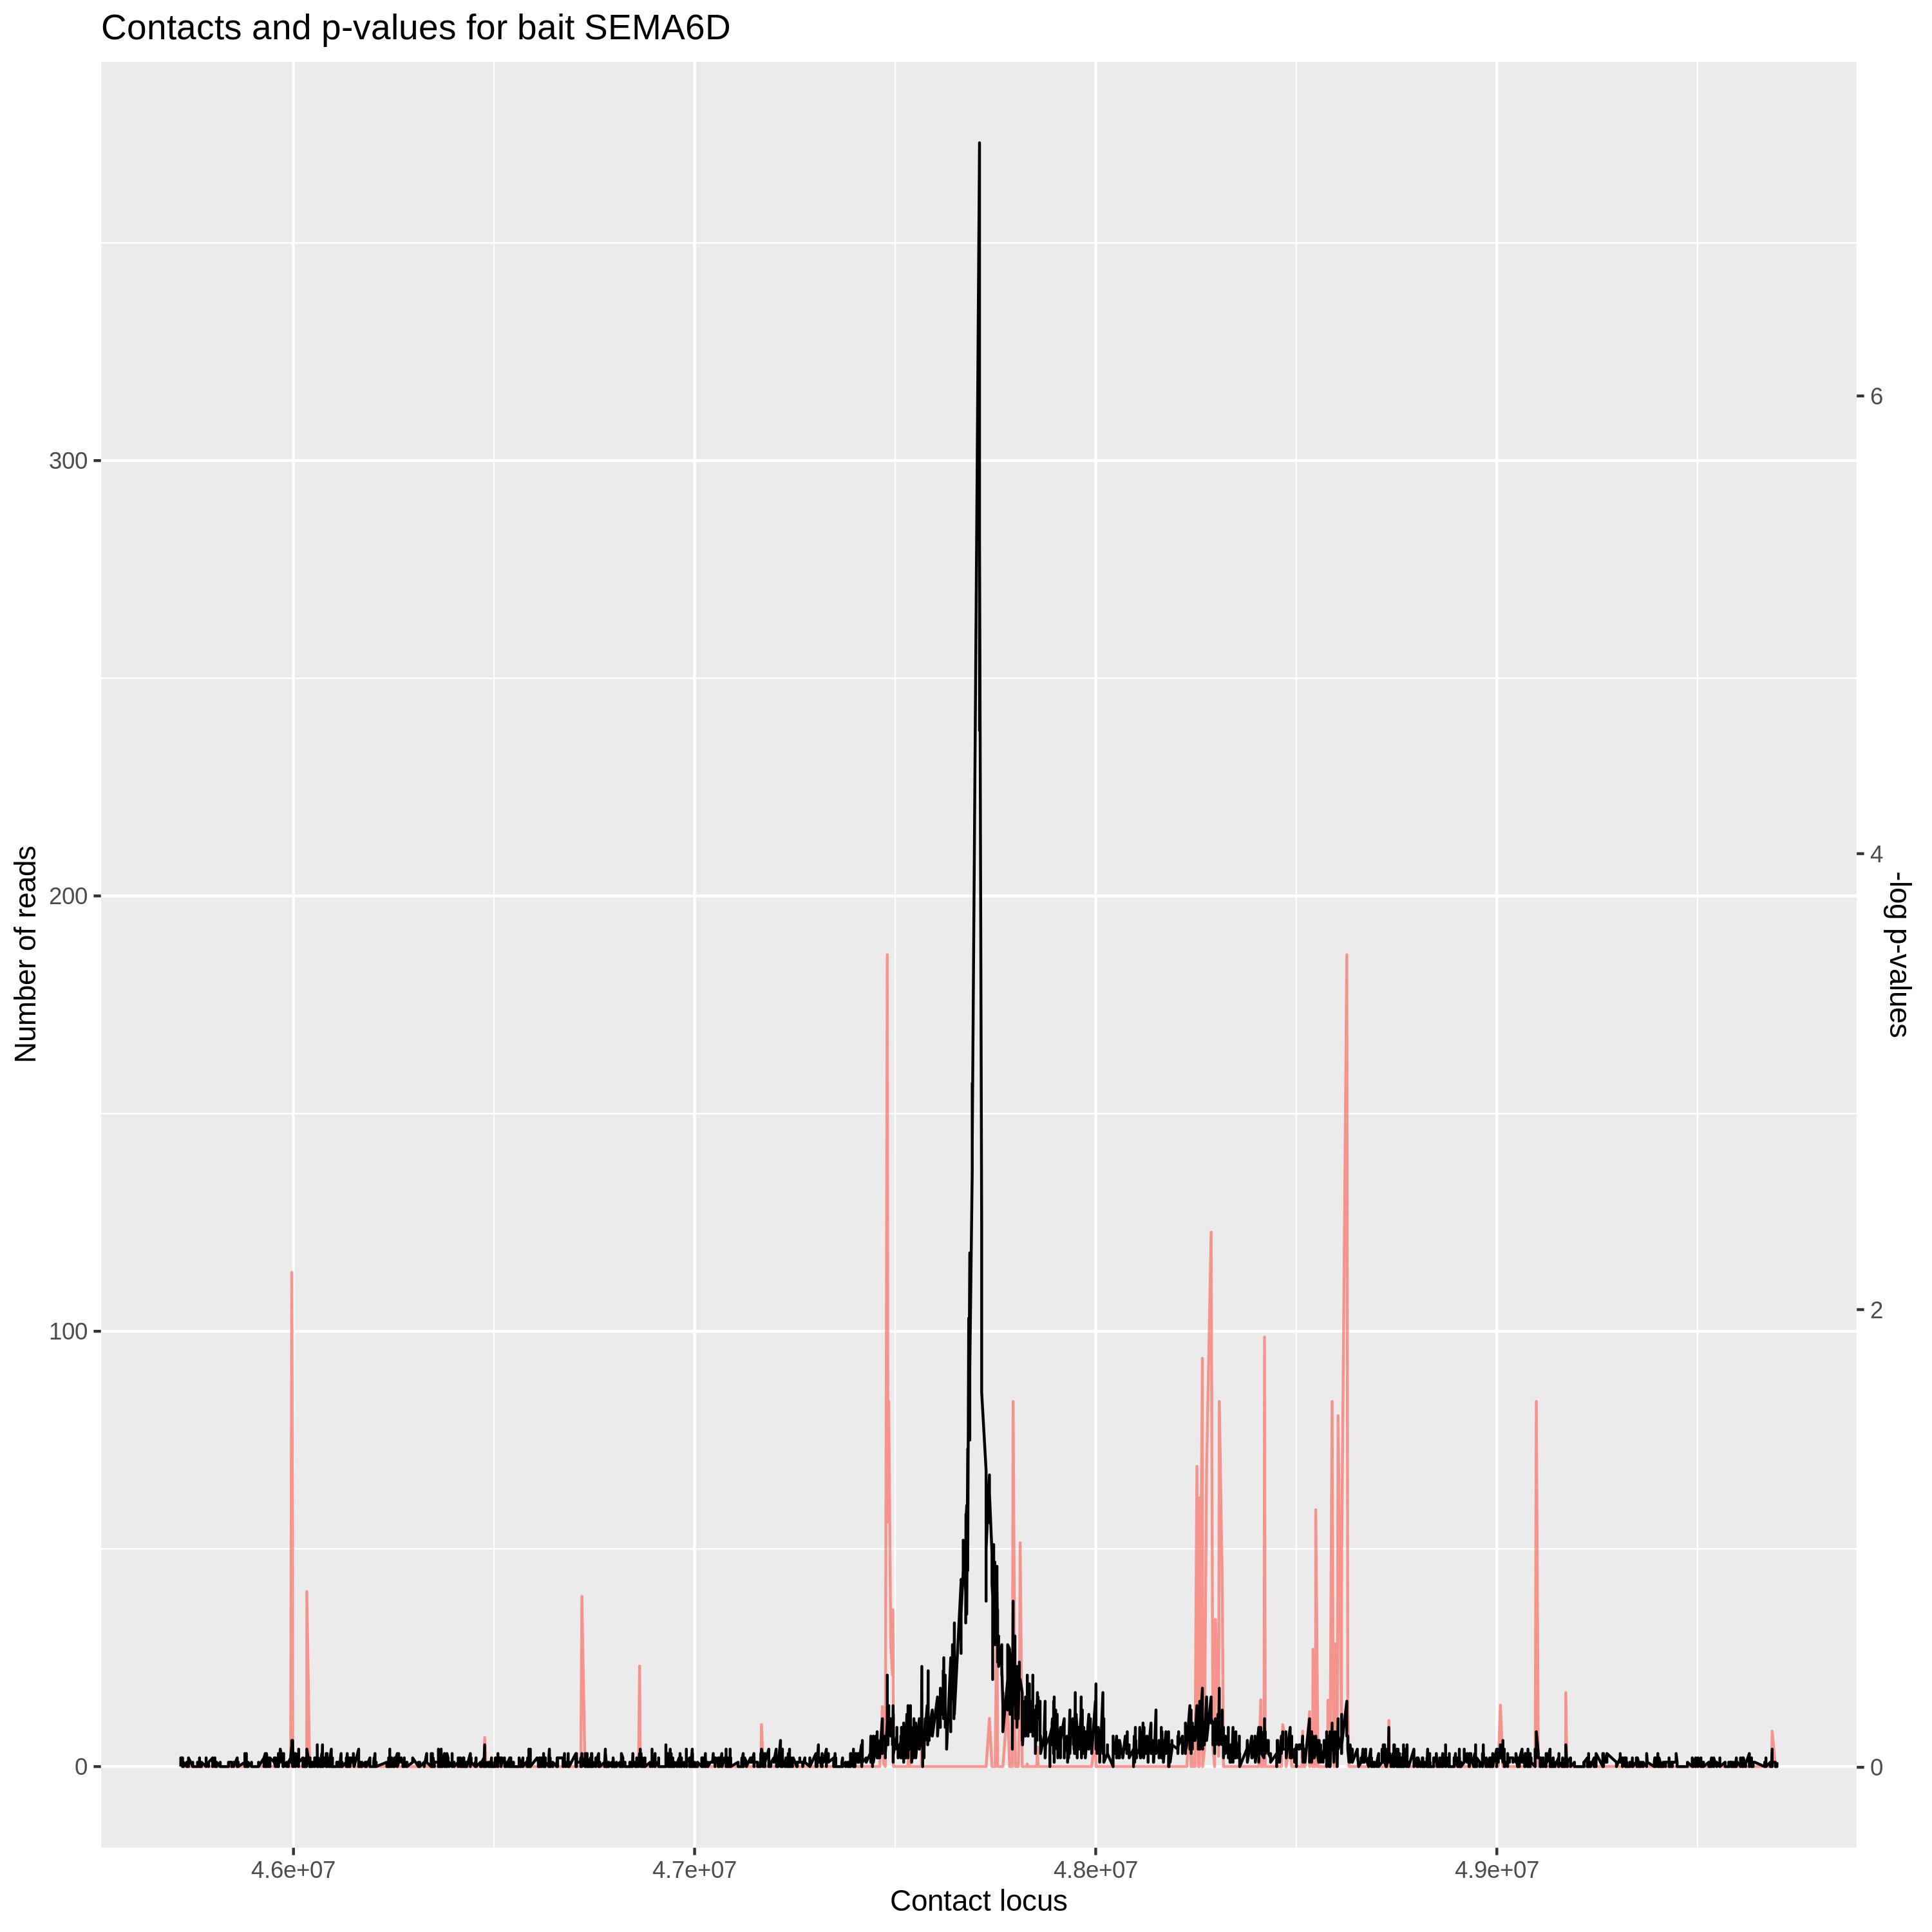 Contacts and p-values for bait SEMA6D
Number of reads
300
200
100
0
6
4
2
0
-log p-values
4.6e+07
4.7e+07
4.8e+07
4.9e+07
Contact locus